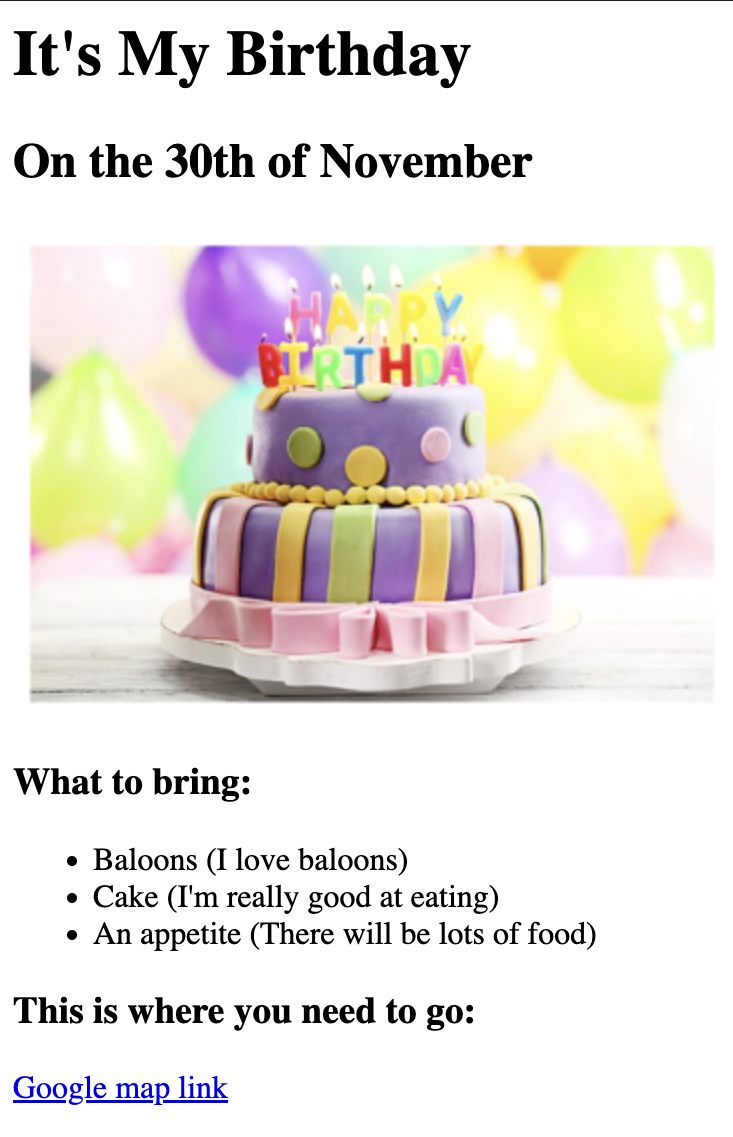 It's My Birthday
On the 30th of November
HAPPY
BIRTHDAY
What to bring:
Baloons (I love baloons)
Cake (I'm really good at eating)
An appetite (There will be lots of food)
This is where you need to go:
Google map link